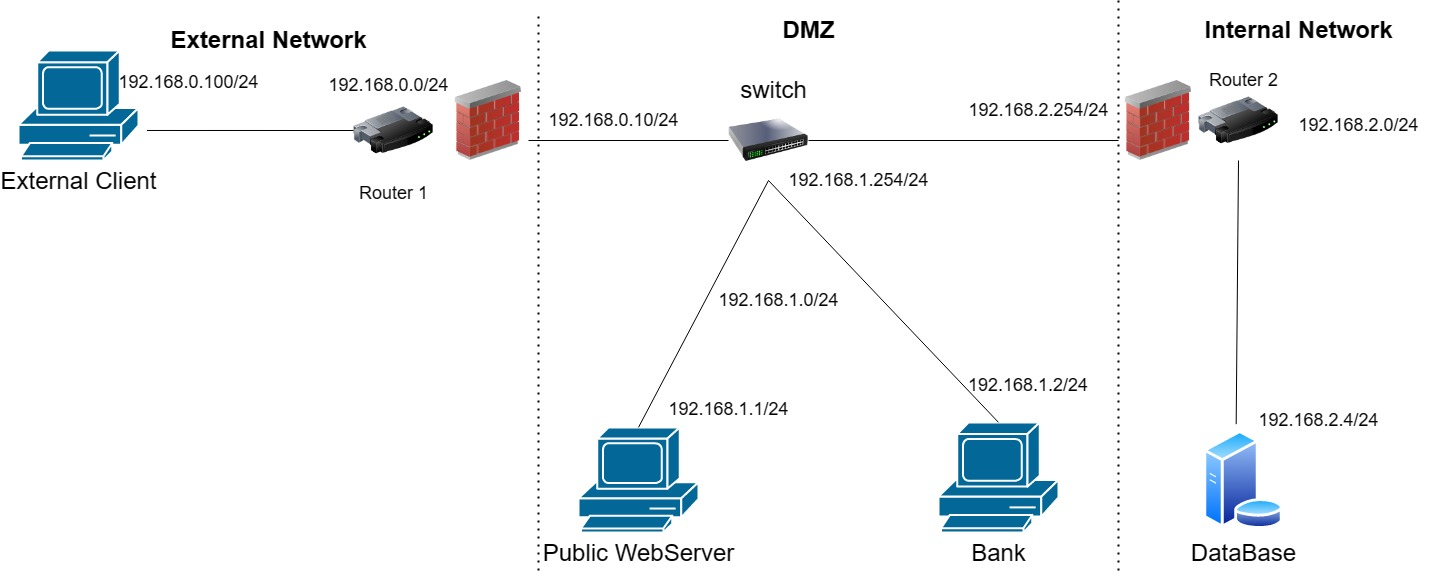 External Network
DMZ
Internal Network
192.168.0.100/24
192.168.0.0/24
switch
192.168.2.254/24
Router 2
192.168.0.10/24
192.168.2.0/24
External Client
Router 1
192.168.1.254/24
192.168.1.0/24
192.168.1.1/24
192.168.1.2/24
192.168.2.4/24
Public WebServer
Bank
DataBase